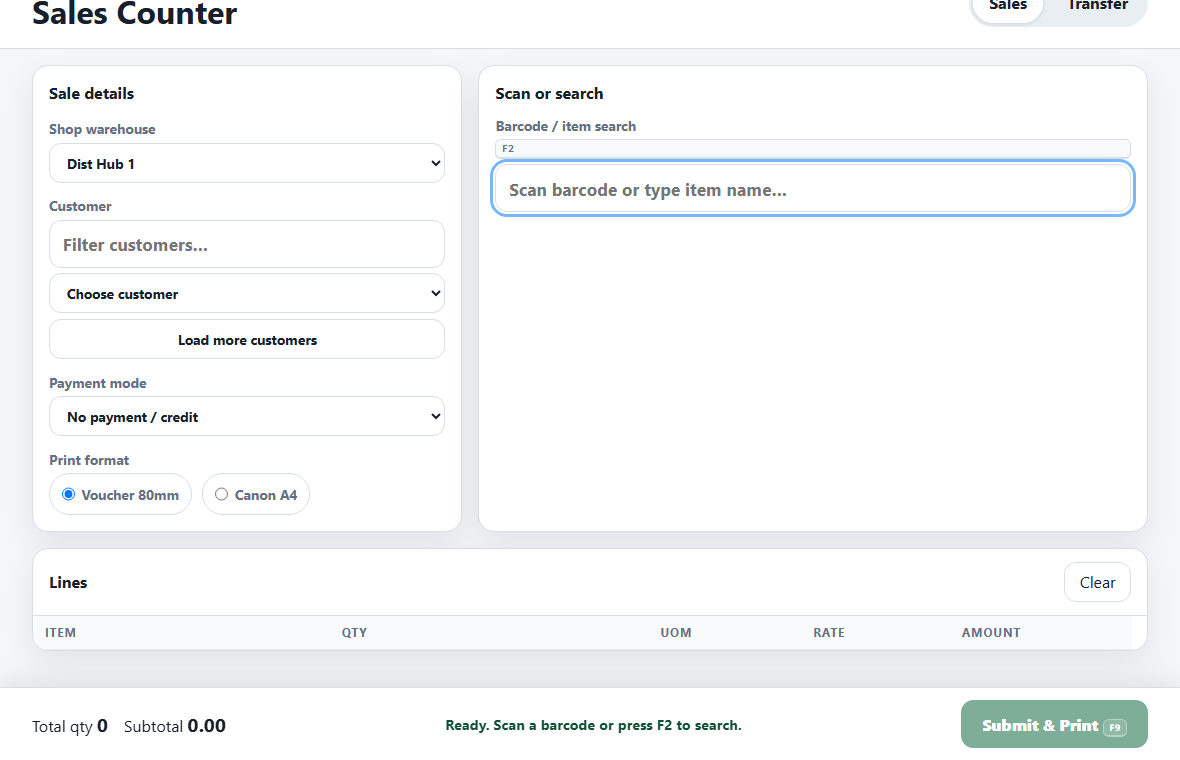 Sales Counter
Sales Transfer
Sale details
Shop warehouse
Dist Hub 1
Customer
Filter customers...
Choose customer
Load more customers
Payment mode
No payment / credit
Print format
Voucher 80mm Canon A4
Scan or search
Barcode / item search
F2
Scan barcode or type item name...
Lines
Clear
ITEM QTY UOM RATE AMOUNT
Total qty 0 Subtotal 0.00
Ready. Scan a barcode or press F2 to search.
Submit & Print F9